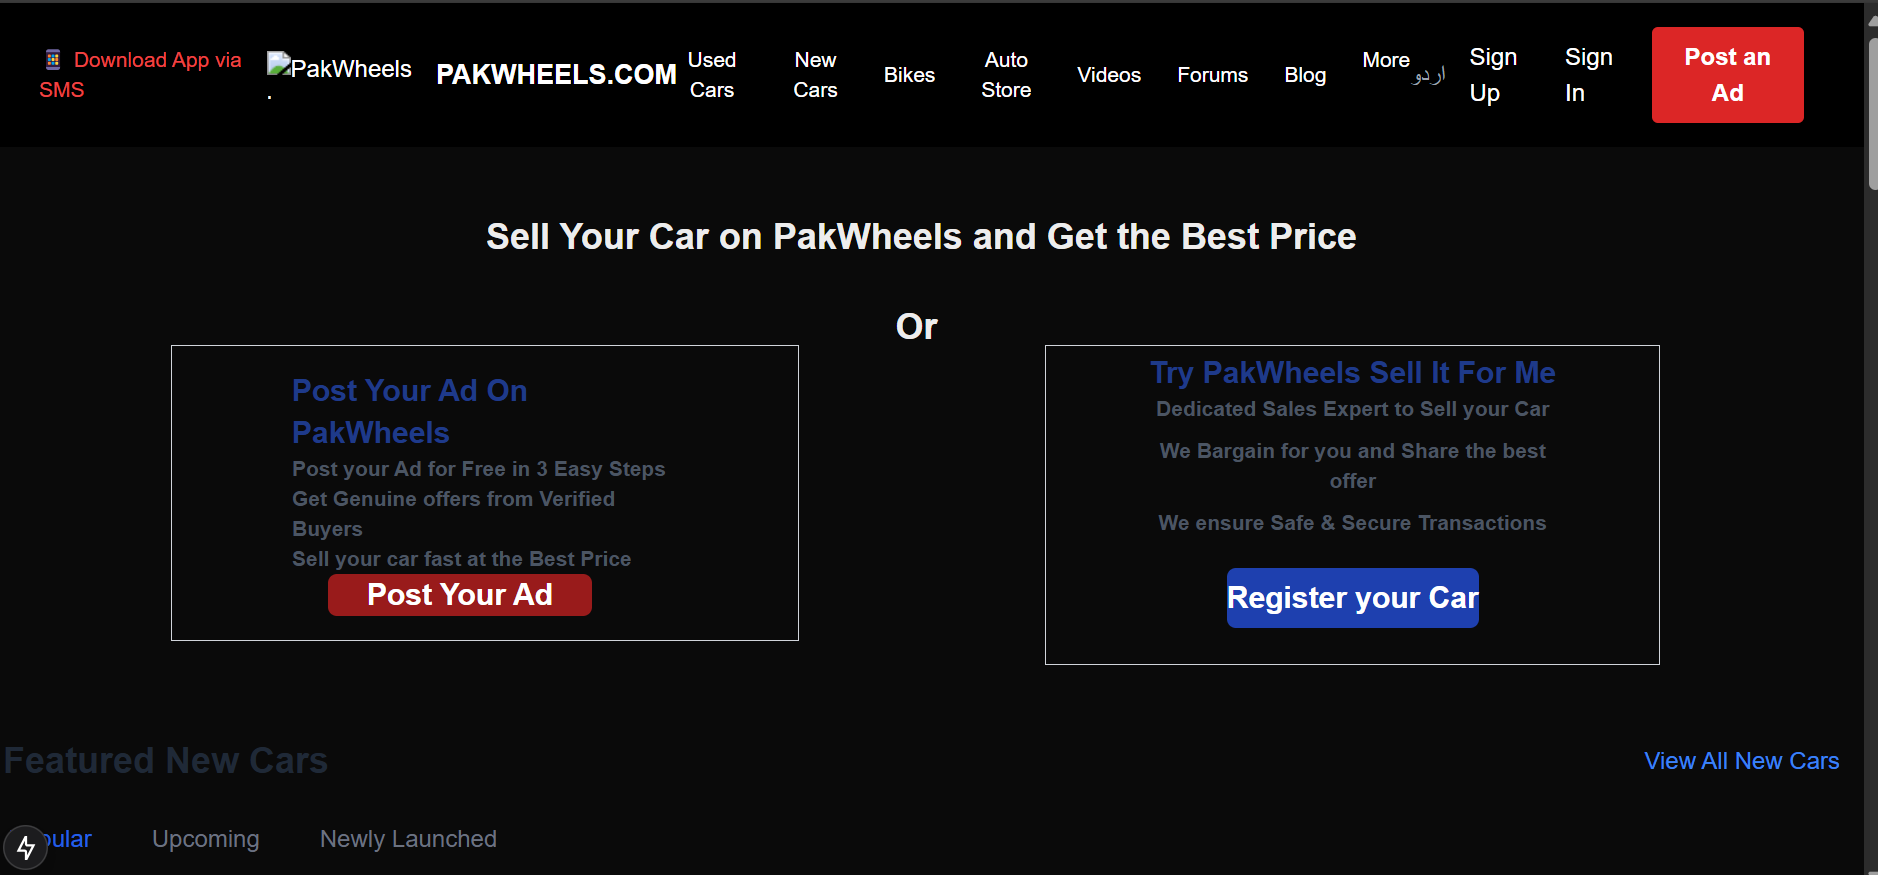 Download App via
SMS
PakWheels
.
PAKWHEELS.COM
Used
Cars
New
Cars
Bikes
Auto
Store
Videos
Forums
Blog
More
اردو
Sign
Up
Sign
In
Post an
Ad
Sell Your Car on PakWheels and Get the Best Price
Or
Post Your Ad On
PakWheels
Post your Ad for Free in 3 Easy Steps
Get Genuine offers from Verified
Buyers
Sell your car fast at the Best Price
Post Your Ad
Try PakWheels Sell It For Me
Dedicated Sales Expert to Sell your Car
We Bargain for you and Share the best
offer
We ensure Safe & Secure Transactions
Register your Car
Featured New Cars
View All New Cars
pular
Upcoming
Newly Launched